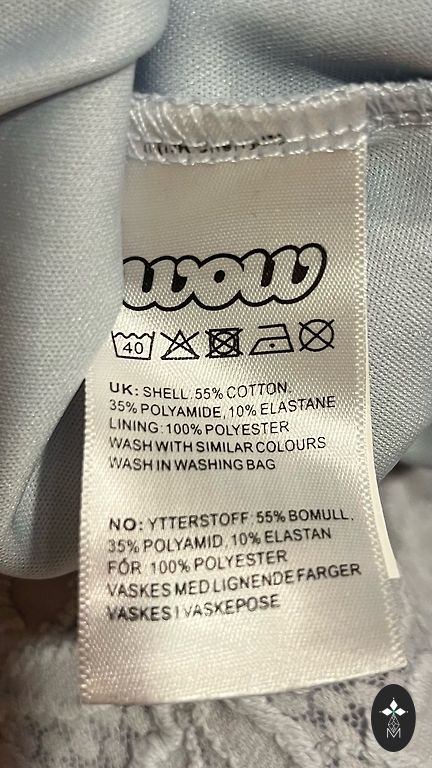 40
UK: SHELL: 55% COTTON,
35% POLYAMIDE, 10% ELASTANE
LINING: 100% POLYESTER
WASH WITH SIMILAR COLOURS
WASH IN WASHING BAG
NO: YTTERSTOFF: 55% BOMULL,
35% POLYAMID, 10% ELASTAN
FÔR: 100% POLYESTER
VASKES MED LIGNENDE FARGER
VASKES I VASKEPOSE
M